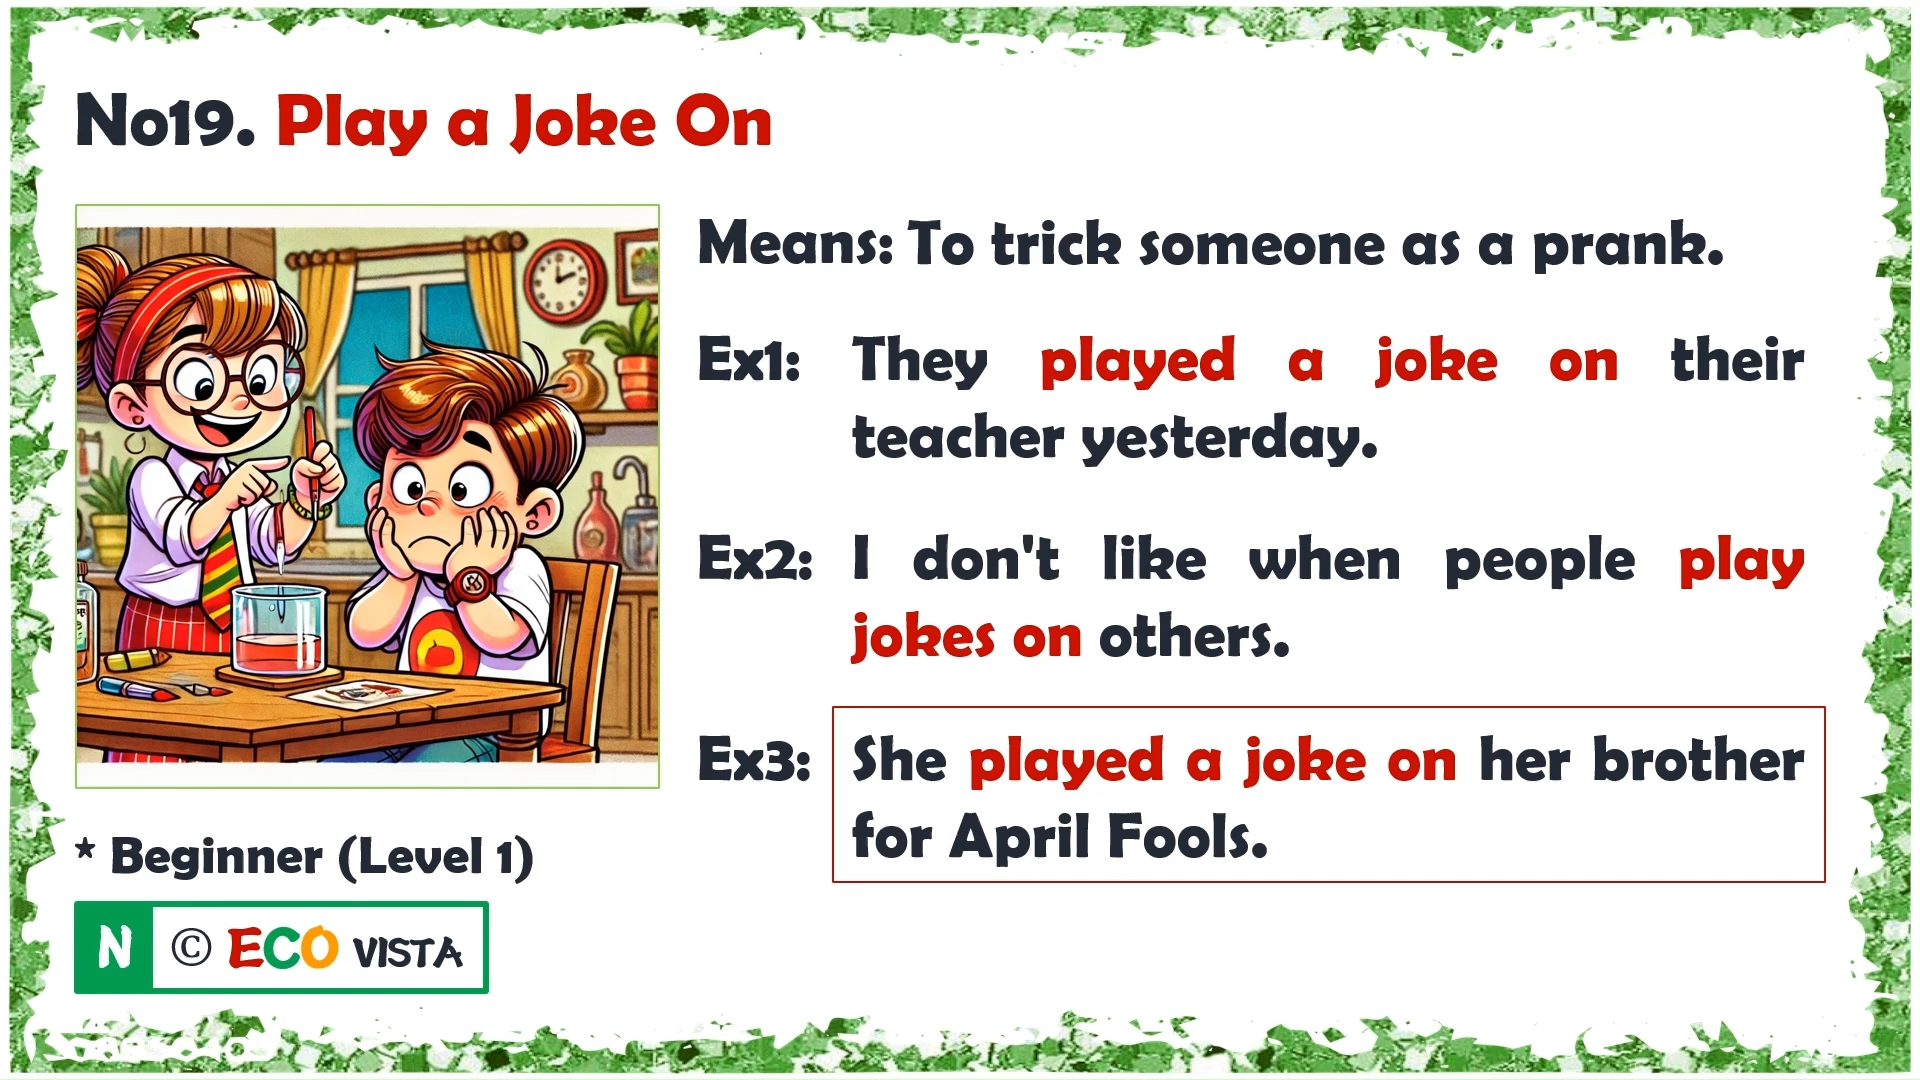 No19. Play a Joke On
Means: To trick someone as a prank.
Ex1: They played a joke on their
teacher yesterday.
Ex2: I don't like when people play
jokes on others.
Ex3: She played a joke on her brother
for April Fools.
* Beginner (Level 1)
N © ECO VISTA